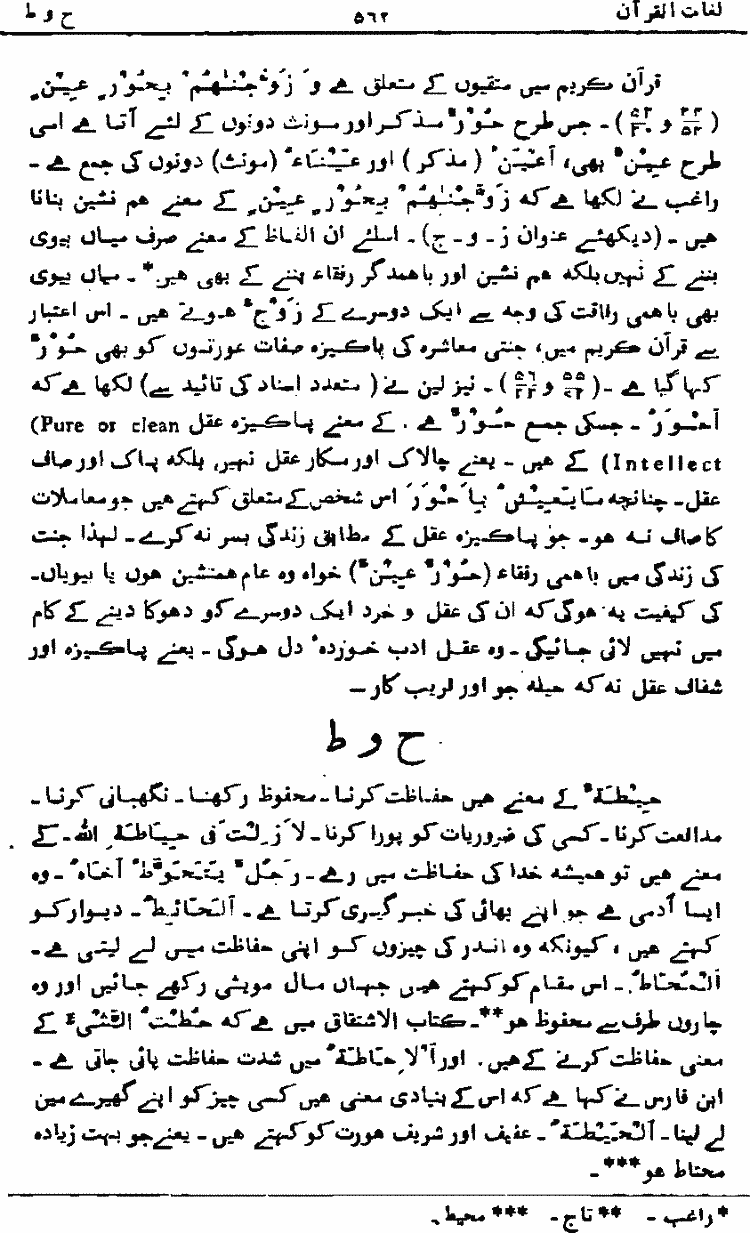 لغات القرآن ۵۶۲ ح و ط
قرآن کریم میں متقیوں کے متعلق ہے وَ زَوَّجْنٰھُمْ بِحُوْرٍ عِیْنٍ
(۴۴/۵۴ و ۵۲/۲۰)۔ جس طرح حُوْرٌ مذکر اور مونث دونوں کے لئے آتا ہے اسی
طرح عِیْنٌ بھی، اَعْیَنُ (مذکر) اور عَیْنَاءُ (مونث) دونوں کی جمع ہے۔
راغب نے لکھا ہے کہ زَوَّجْنٰھُمْ بِحُوْرٍ عِیْنٍ کے معنے ہم نشین بنانا
ہیں۔ (دیکھئے عنوان ز۔ و۔ ج)۔ اسلئے ان الفاظ کے معنے صرف میاں بیوی
بننے کے نہیں بلکہ ہم نشین اور باہمدگر رفقاء بننے کے بھی ہیں*۔ میاں بیوی
بھی باہمی رفاقت کی وجہ سے ایک دوسرے کے زَوْجٌ ہوتے ہیں۔ اس اعتبار
سے قرآن کریم میں، جنتی معاشرہ کی پاکیزہ صفات عورتوں کو بھی حُوْرٌ
کہا گیا ہے۔ نیز لین نے (متعدد اسناد کی تائید سے) لکھا ہے کہ
اَحْوَرُ۔ جسکی جمع حُوْرٌ ہے۔ کے معنے پاکیزہ عقل (Pure or clean
Intellect) کے ہیں۔ یعنے چالاک اور مکار عقل نہیں، بلکہ پاک اور صاف
عقل۔ چنانچہ مَا یَعِیْشُ بِاَحْوَرَ اس شخص کے متعلق کہتے ہیں جو معاملات
کا صاف نہ ہو۔ جو پاکیزہ عقل کے مطابق زندگی بسر نہ کرے۔ لہذا جنت
کی زندگی میں باہمی رفقاء (حُوْرٌ عِیْنٌ) خواہ وہ عام ہمنشین ہوں یا بیویاں۔
کی کیفیت یہ ہوگی کہ ان کی عقل و خرد ایک دوسرے کو دھوکا دینے کے کام
میں نہیں لائی جائیگی۔ وہ عقل ادب خوردہ دل ہوگی۔ یعنے پاکیزہ اور
شفاف عقل نہ کہ حیلہ جو اور فریب کار۔
ح و ط
حِیْطَۃٌ کے معنے ہیں حفاظت کرنا۔ محفوظ رکھنا۔ نگہبانی کرنا۔
مدافعت کرنا۔ کسی کی ضروریات کو پورا کرنا۔ لَا زِلْتَ فِی حِیَاطَۃِ اللہ۔ کے
معنے ہیں تو ہمیشہ خدا کی حفاظت میں رہے۔ رَجُلٌ یَتَحَوَّطُ اَخَاہُ۔ وہ
ایسا آدمی ہے جو اپنے بھائی کی خبر گیری کرتا ہے۔ اَلْحَائِطُ۔ دیوار کو
کہتے ہیں، کیونکہ وہ اندر کی چیزوں کو اپنی حفاظت میں لے لیتی ہے۔
اَلْمُحَاطُ۔ اس مقام کو کہتے ہیں جہاں مال مویشی رکھے جائیں اور وہ
چاروں طرف سے محفوظ ہو**۔ کتاب الاشتقاق میں ہے کہ حُطْتُ الشَّیْءَ کے
معنی حفاظت کرنے کے ہیں۔ اور اَلْاِحَاطَۃُ میں شدت حفاظت پائی جاتی ہے۔
ابن فارس نے کہا ہے کہ اس کے بنیادی معنی ہیں کسی چیز کو اپنے گھیرے میں
لے لینا۔ اَلْحَیِّطَۃُ۔ عفیف اور شریف عورت کو کہتے ہیں۔ یعنے جو بہت زیادہ
محتاط ہو***۔
*راغب۔ **تاج۔ ***محیط۔